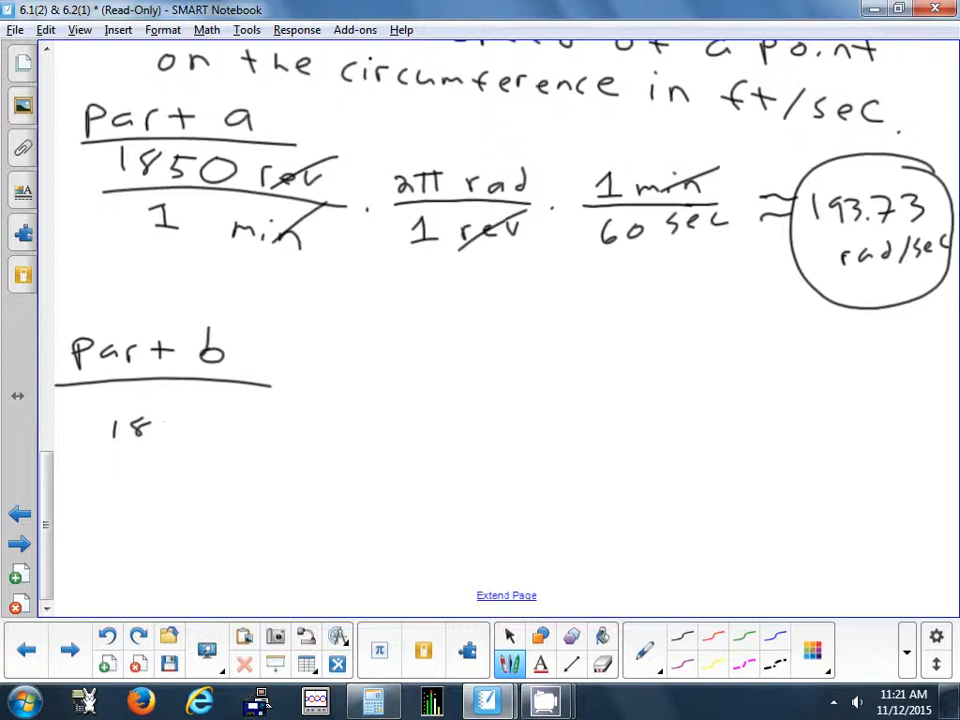 6.1(2) & 6.2(1) * (Read-Only) - SMART Notebook
File Edit View Insert Format Math Tools Response Add-ons Help
of a point
on the circumference in ft/sec.
Part a
1850 rev / 1 min · 2π rad / 1 rev · 1 min / 60 sec ≈ 193.73 rad/sec
Part b
18
Extend Page
11:21 AM
11/12/2015